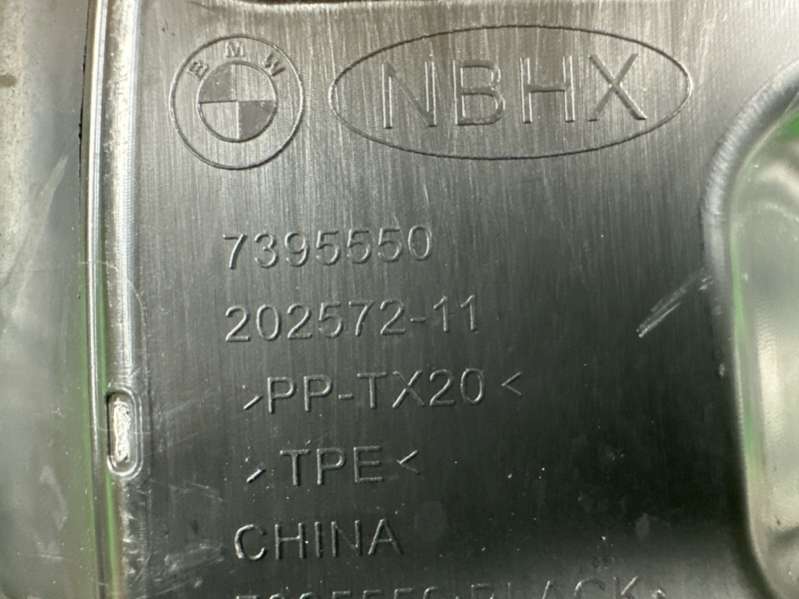 BMW
NBHX
7395550
202572-11
>PP-TX20<
>TPE<
CHINA